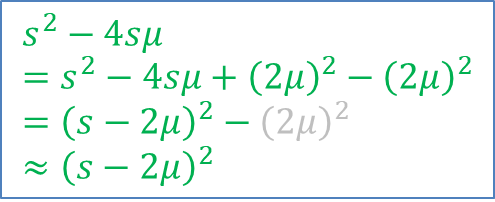 s² − 4sμ
= s² − 4sμ + (2μ)² − (2μ)²
= (s − 2μ)² − (2μ)²
≈ (s − 2μ)²